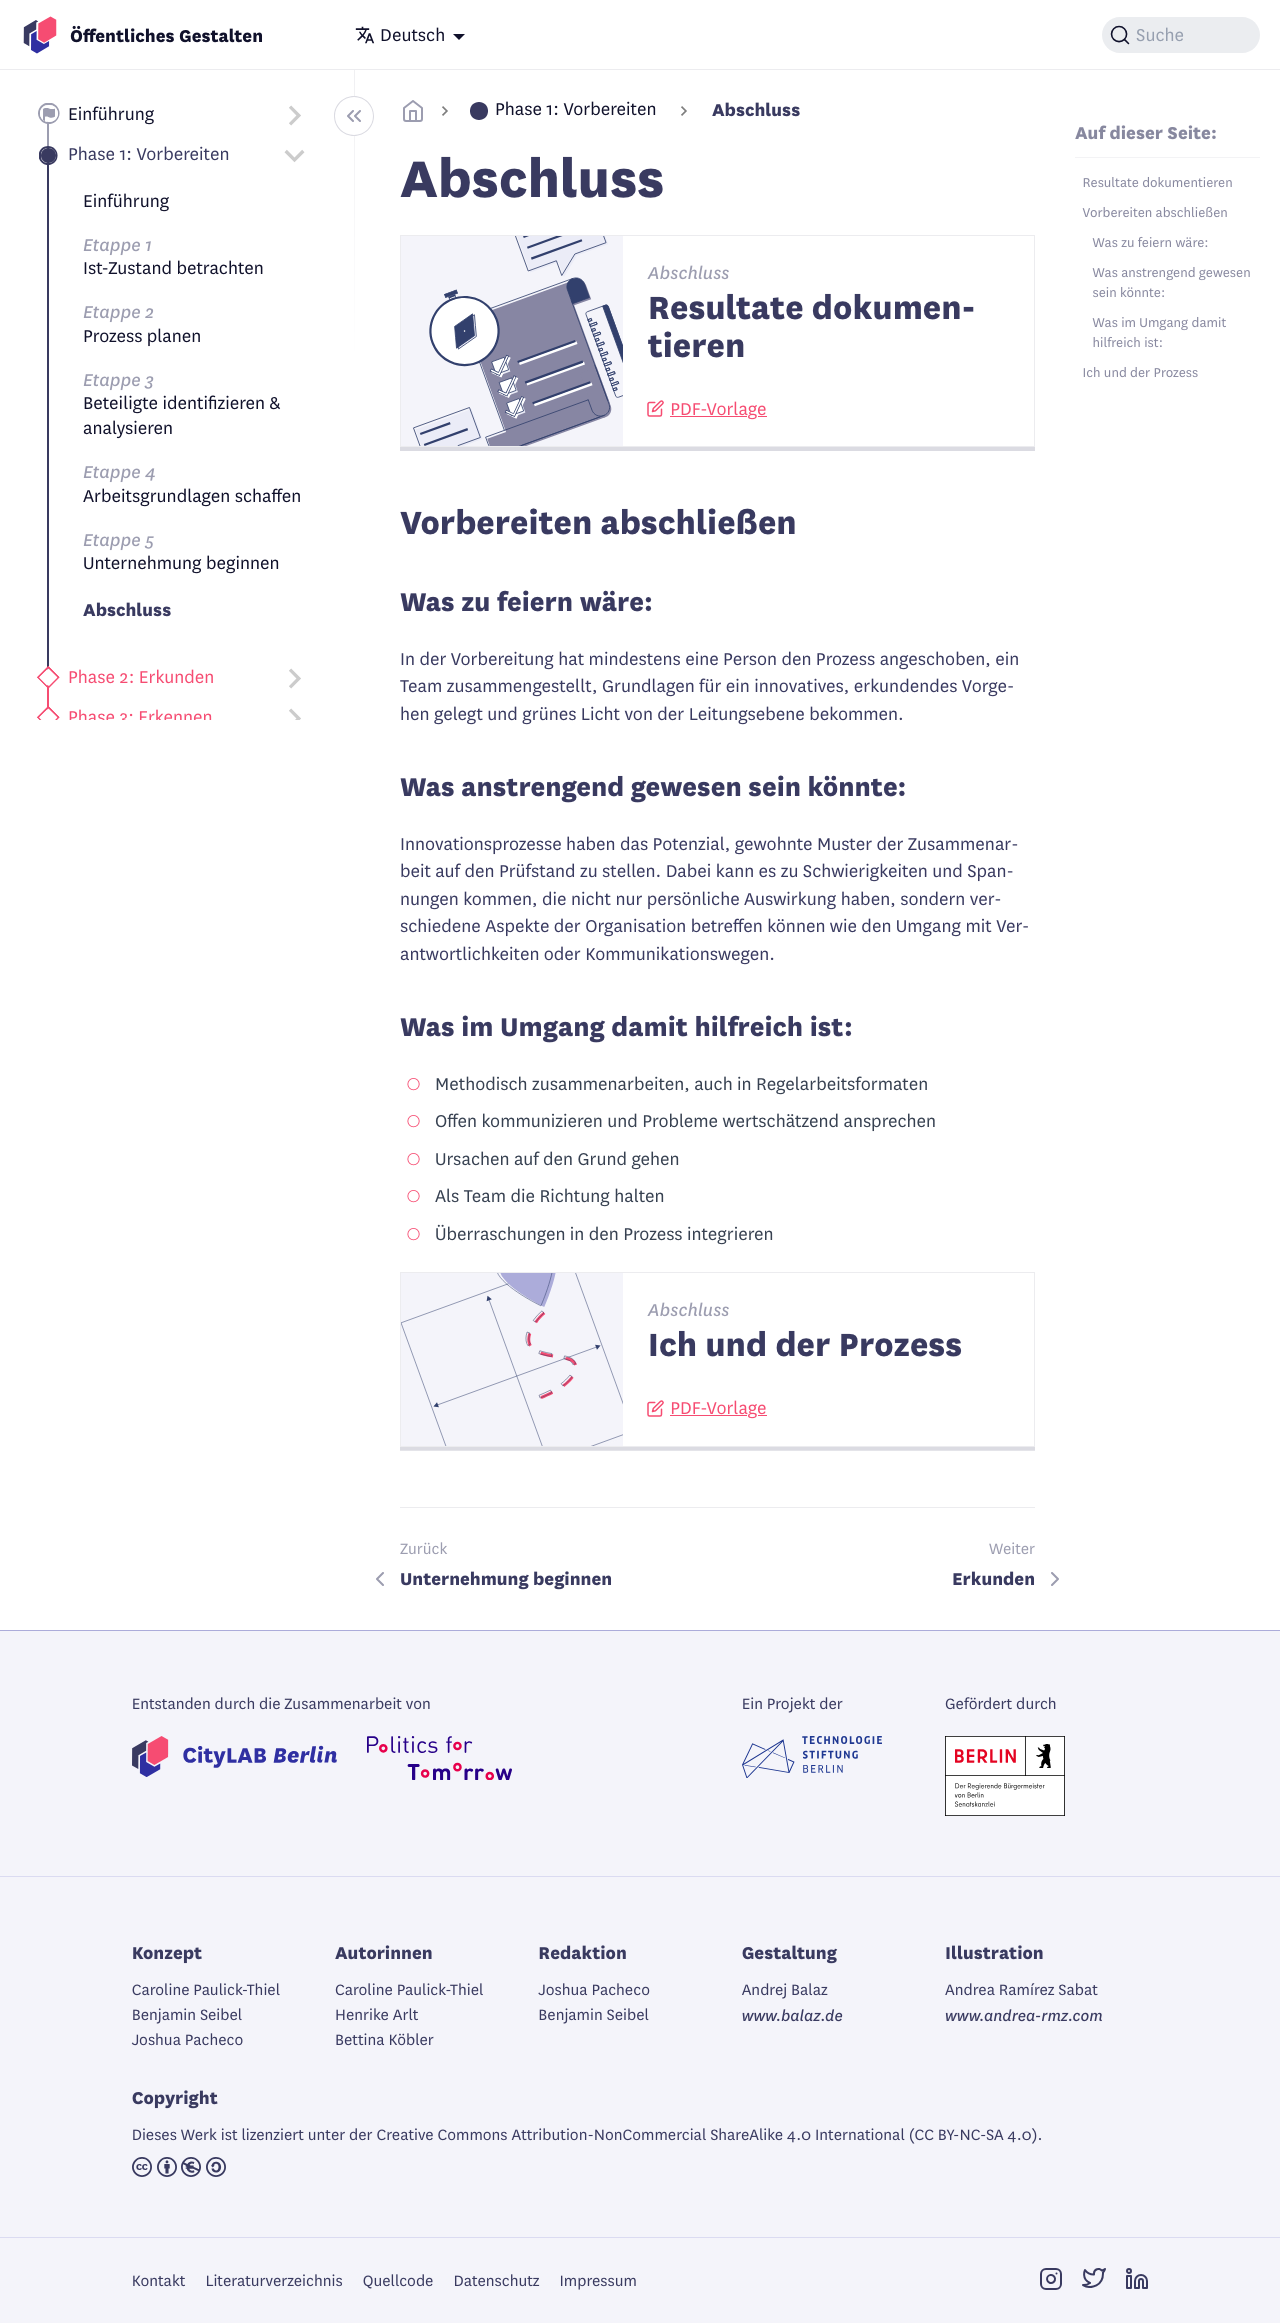 Öffentliches Gestalten
Deutsch
Suche
Einführung
Phase 1: Vorbereiten
Einführung
Etappe 1
Ist-Zustand betrachten
Etappe 2
Prozess planen
Etappe 3
Beteiligte identifizieren &
analysieren
Etappe 4
Arbeitsgrundlagen schaffen
Etappe 5
Unternehmung beginnen
Abschluss
Phase 2: Erkunden
Phase 3: Erkennen
Phase 1: Vorbereiten
Abschluss
Abschluss
Abschluss
Resultate dokumen-
tieren
PDF-Vorlage
Vorbereiten abschließen
Was zu feiern wäre:
In der Vorbereitung hat mindestens eine Person den Prozess angeschoben, ein
Team zusammengestellt, Grundlagen für ein innovatives, erkundendes Vorge-
hen gelegt und grünes Licht von der Leitungsebene bekommen.
Was anstrengend gewesen sein könnte:
Innovationsprozesse haben das Potenzial, gewohnte Muster der Zusammenar-
beit auf den Prüfstand zu stellen. Dabei kann es zu Schwierigkeiten und Span-
nungen kommen, die nicht nur persönliche Auswirkung haben, sondern ver-
schiedene Aspekte der Organisation betreffen können wie den Umgang mit Ver-
antwortlichkeiten oder Kommunikationswegen.
Was im Umgang damit hilfreich ist:
Methodisch zusammenarbeiten, auch in Regelarbeitsformaten
Offen kommunizieren und Probleme wertschätzend ansprechen
Ursachen auf den Grund gehen
Als Team die Richtung halten
Überraschungen in den Prozess integrieren
Abschluss
Ich und der Prozess
PDF-Vorlage
Zurück
Unternehmung beginnen
Weiter
Erkunden
Auf dieser Seite:
Resultate dokumentieren
Vorbereiten abschließen
Was zu feiern wäre:
Was anstrengend gewesen
sein könnte:
Was im Umgang damit
hilfreich ist:
Ich und der Prozess
Entstanden durch die Zusammenarbeit von
CityLAB Berlin
Politics for
Tomorrow
Ein Projekt der
TECHNOLOGIE
STIFTUNG
BERLIN
Gefördert durch
BERLIN
Der Regierende Bürgermeister
von Berlin
Senatskanzlei
Konzept
Caroline Paulick-Thiel
Benjamin Seibel
Joshua Pacheco
Autorinnen
Caroline Paulick-Thiel
Henrike Arlt
Bettina Köbler
Redaktion
Joshua Pacheco
Benjamin Seibel
Gestaltung
Andrej Balaz
www.balaz.de
Illustration
Andrea Ramírez Sabat
www.andrea-rmz.com
Copyright
Dieses Werk ist lizenziert unter der Creative Commons Attribution-NonCommercial ShareAlike 4.0 International (CC BY-NC-SA 4.0).
Kontakt
Literaturverzeichnis
Quellcode
Datenschutz
Impressum